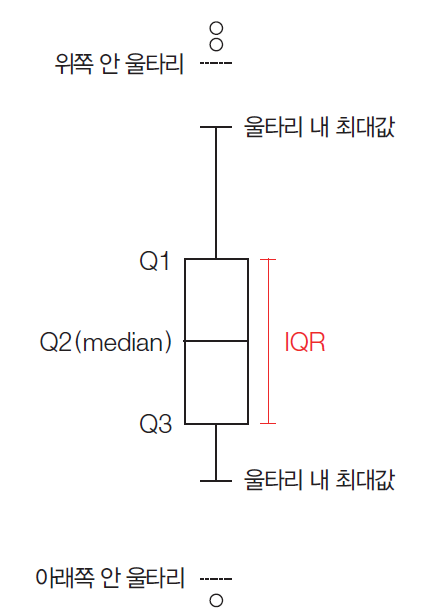 위쪽 안 울타리
울타리 내 최대값
Q1
Q2(median)
IQR
Q3
울타리 내 최대값
아래쪽 안 울타리